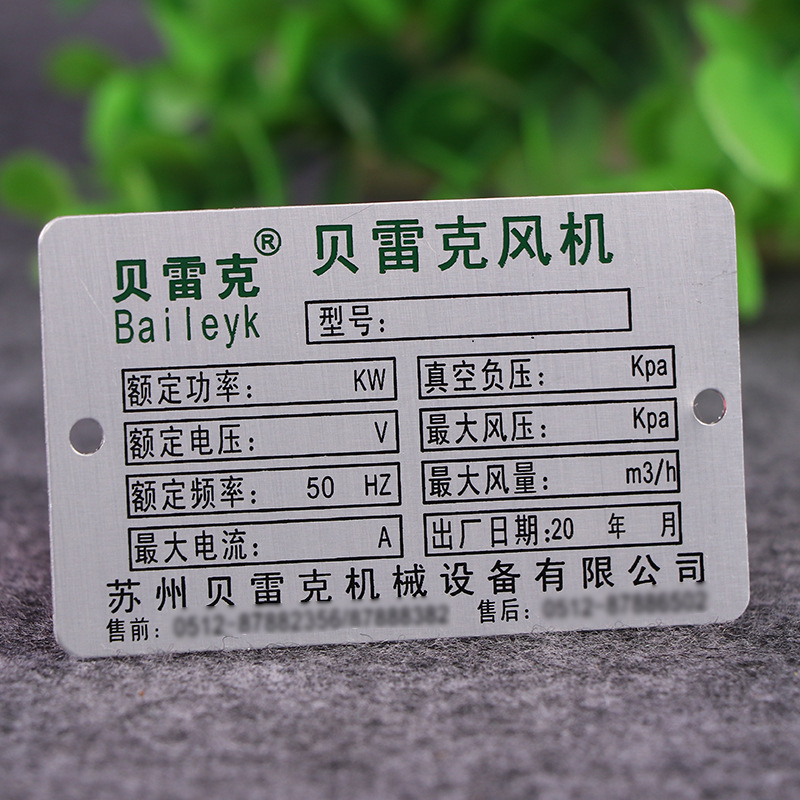 贝雷克® 贝雷克风机
Baileyk 型号:
额定功率: KW 真空负压: Kpa
额定电压: V 最大风压: Kpa
额定频率: 50 HZ 最大风量: m3/h
最大电流: A 出厂日期:20 年 月
苏州贝雷克机械设备有限公司
售前: 售后: